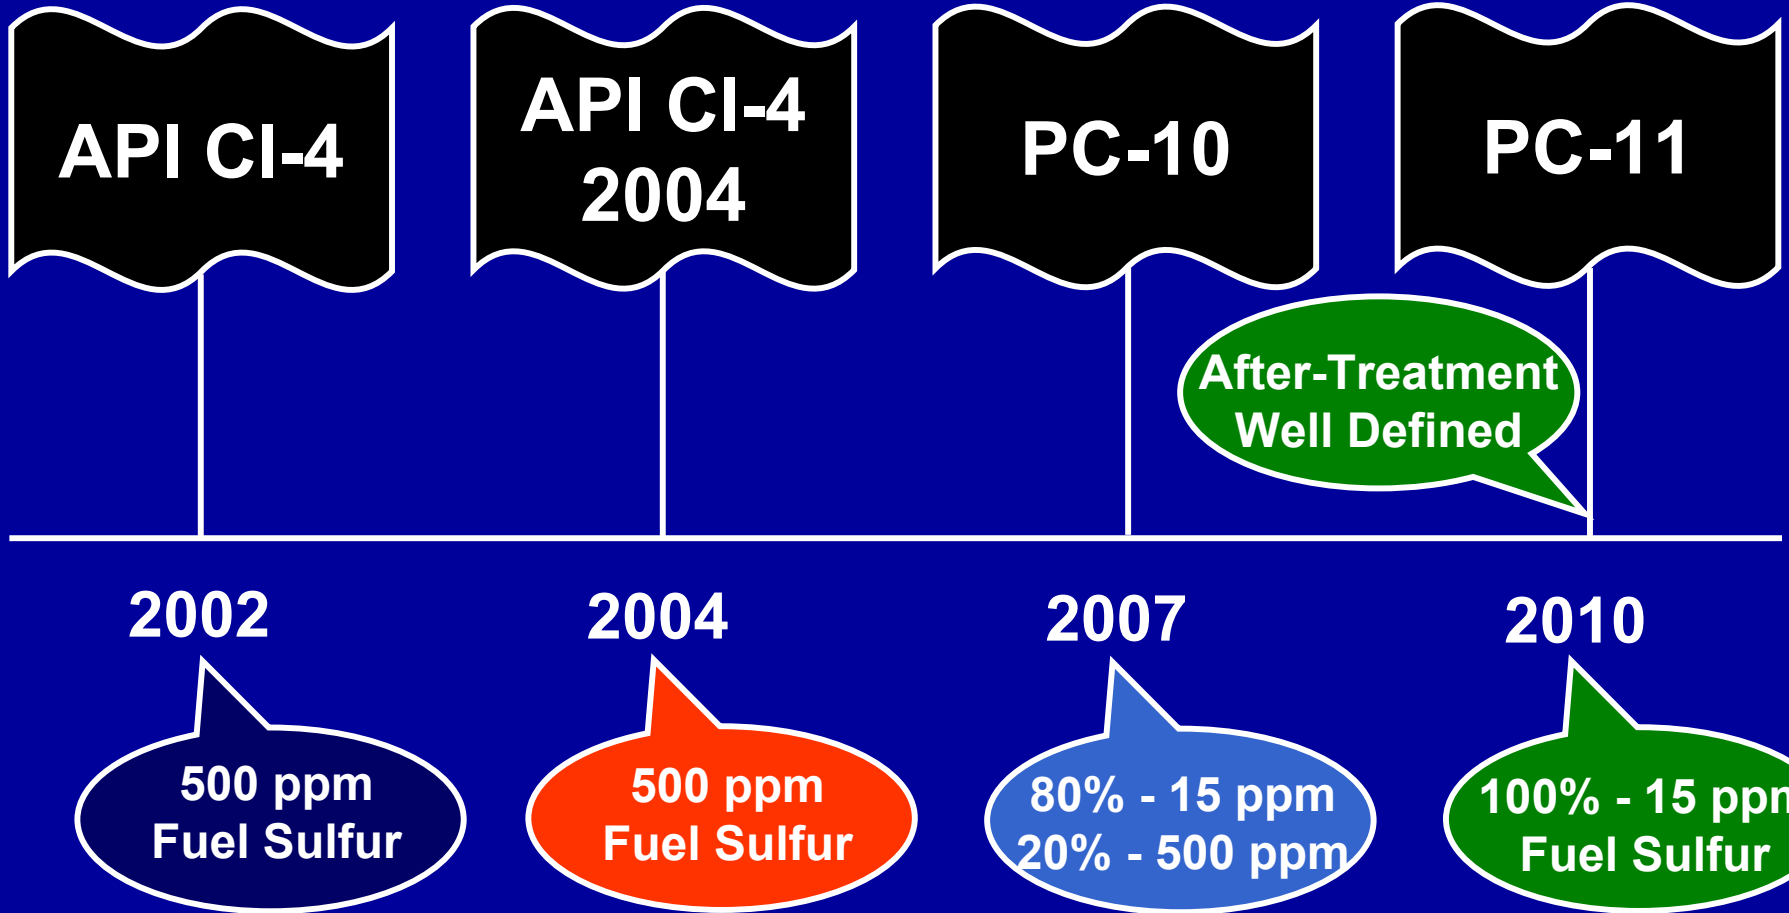 API CI-4
API CI-4
2004
PC-10
PC-11
After-Treatment
Well Defined
2002
2004
2007
2010
500 ppm
Fuel Sulfur
500 ppm
Fuel Sulfur
80% - 15 ppm
20% - 500 ppm
100% - 15 ppm
Fuel Sulfur